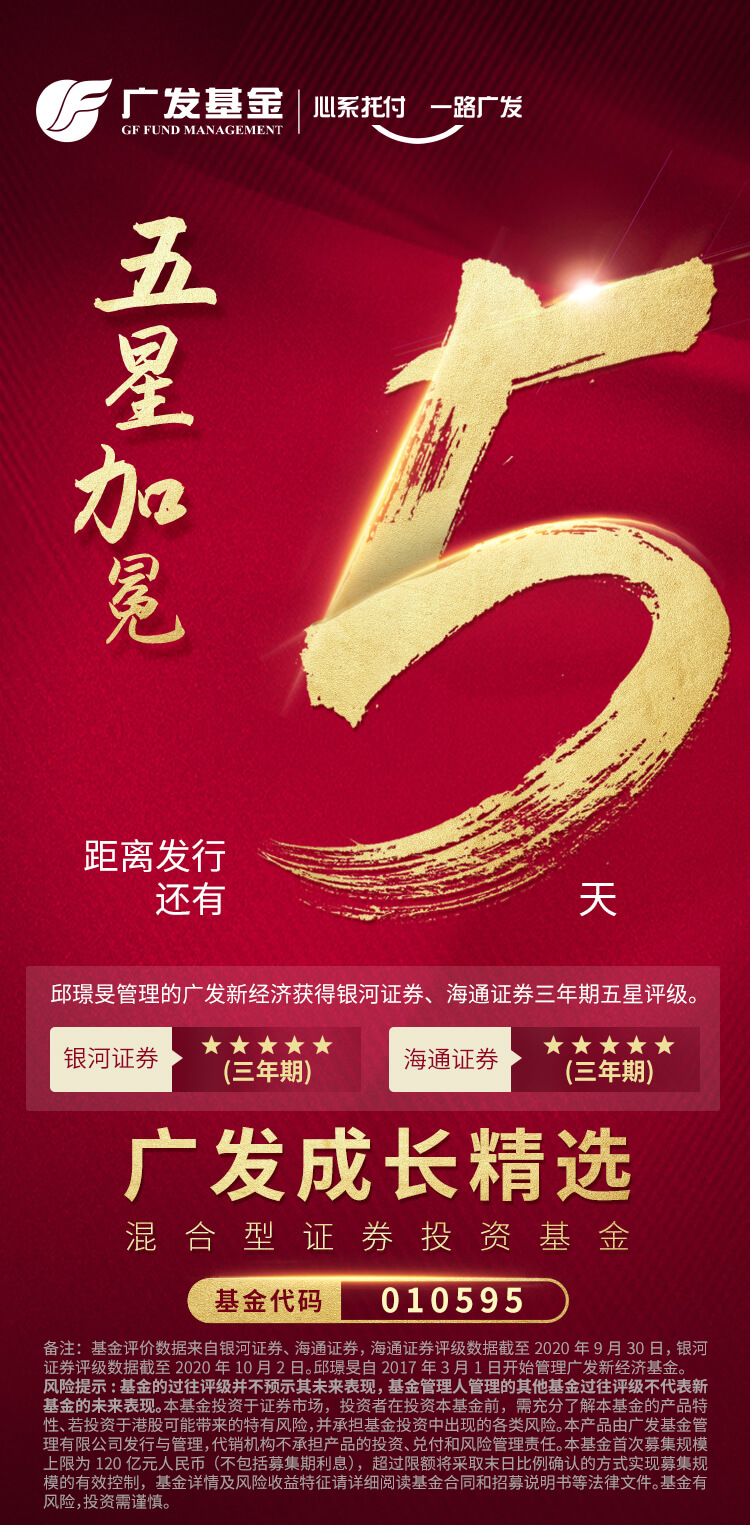 广发基金
GF FUND MANAGEMENT
心系托付 一路广发
五星加冕
5
距离发行
还有
天
邱璟旻管理的广发新经济获得银河证券、海通证券三年期五星评级。
银河证券
★★★★★
(三年期)
海通证券
★★★★★
(三年期)
广发成长精选
混合型证券投资基金
基金代码 010595
备注：基金评价数据来自银河证券、海通证券，海通证券评级数据截至 2020 年 9 月 30 日，银河
证券评级数据截至 2020 年 10 月 2 日。邱璟旻自 2017 年 3 月 1 日开始管理广发新经济基金。
风险提示：基金的过往评级并不预示其未来表现，基金管理人管理的其他基金过往评级不代表新
基金的未来表现。本基金投资于证券市场，投资者在投资本基金前，需充分了解本基金的产品特
性、若投资于港股可能带来的特有风险，并承担基金投资中出现的各类风险。本产品由广发基金管
理有限公司发行与管理，代销机构不承担产品的投资、兑付和风险管理责任。本基金首次募集规模
上限为 120 亿元人民币（不包括募集期利息），超过限额将采取末日比例确认的方式实现募集规
模的有效控制，基金详情及风险收益特征请详细阅读基金合同和招募说明书等法律文件。基金有
风险，投资需谨慎。